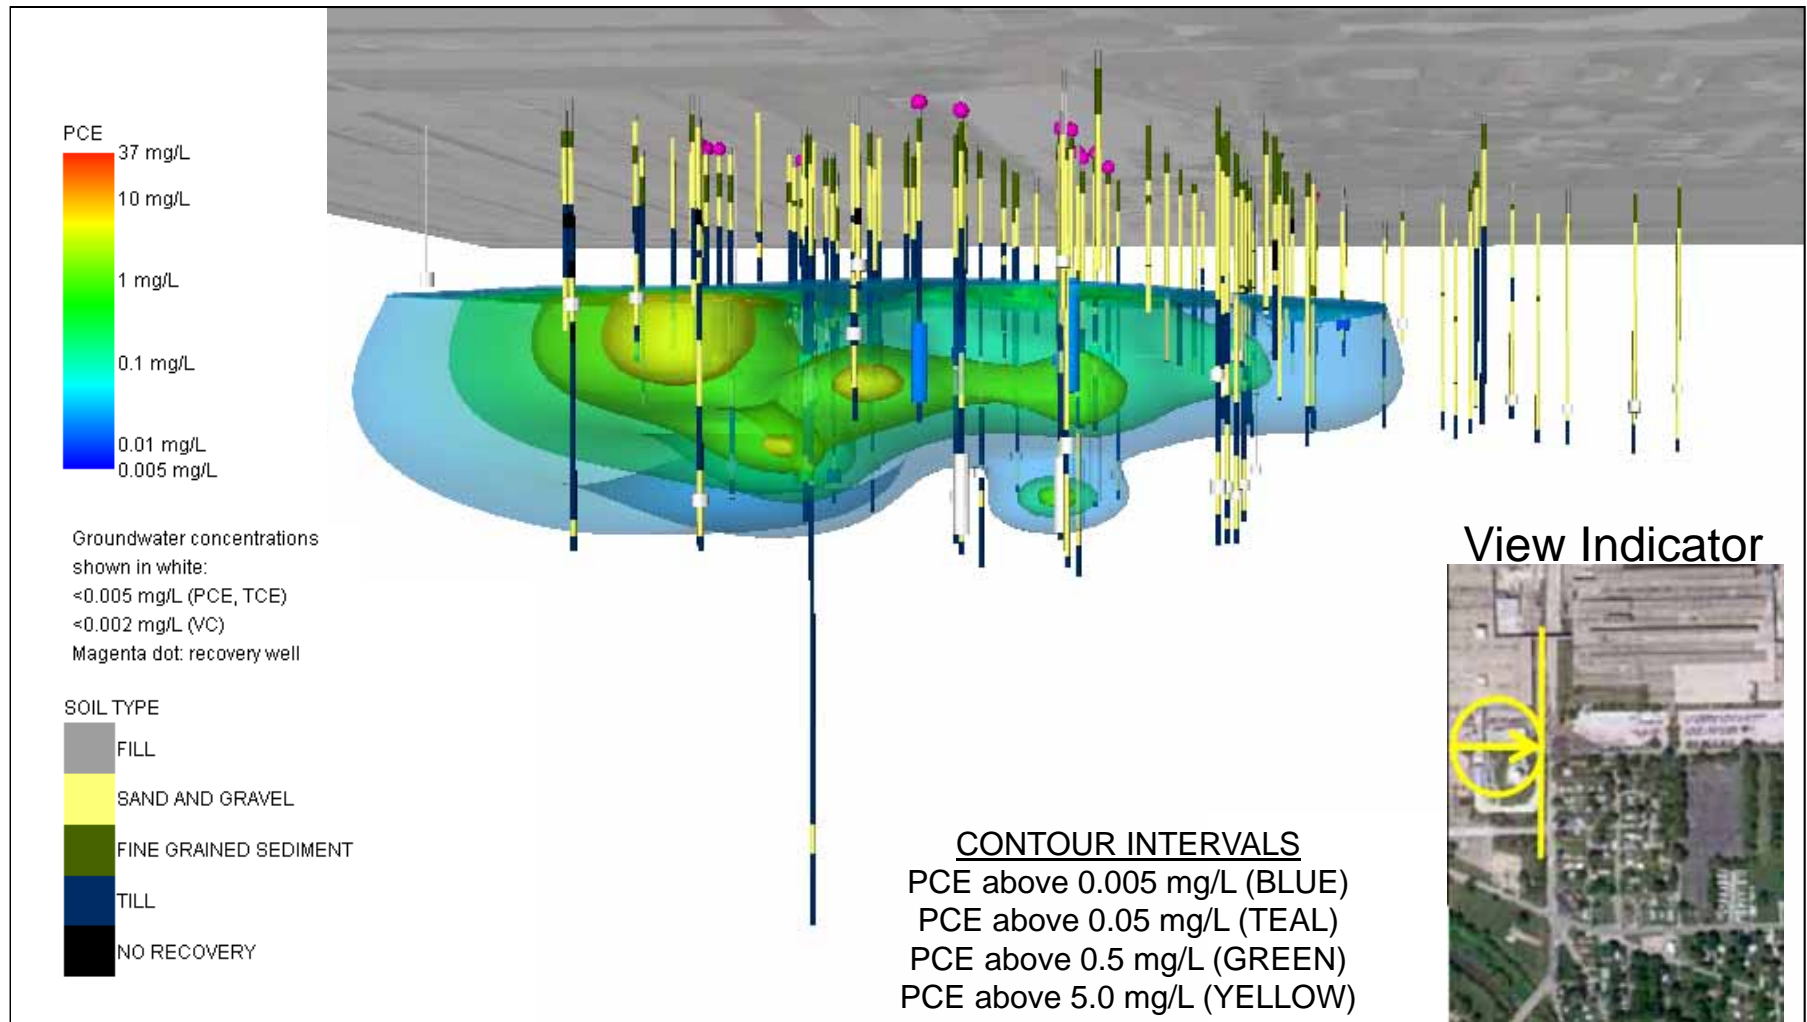 PCE
37 mg/L
10 mg/L
1 mg/L
0.1 mg/L
0.01 mg/L
0.005 mg/L
Groundwater concentrations
shown in white:
<0.005 mg/L (PCE, TCE)
<0.002 mg/L (VC)
Magenta dot: recovery well
SOIL TYPE
FILL
SAND AND GRAVEL
FINE GRAINED SEDIMENT
TILL
NO RECOVERY
CONTOUR INTERVALS
PCE above 0.005 mg/L (BLUE)
PCE above 0.05 mg/L (TEAL)
PCE above 0.5 mg/L (GREEN)
PCE above 5.0 mg/L (YELLOW)
View Indicator